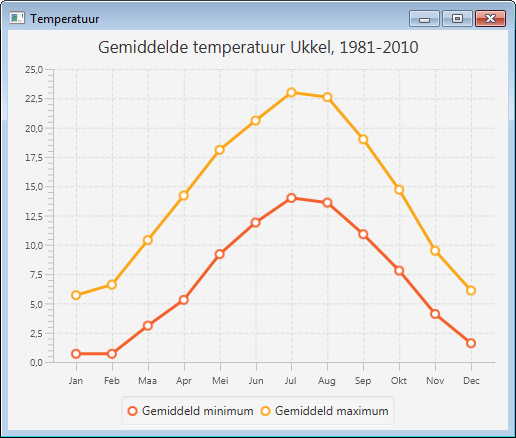 Temperatuur
Gemiddelde temperatuur Ukkel, 1981-2010
25,0
22,5
20,0
17,5
15,0
12,5
10,0
7,5
5,0
2,5
0,0
Jan Feb Maa Apr Mei Jun Jul Aug Sep Okt Nov Dec
Gemiddeld minimum Gemiddeld maximum